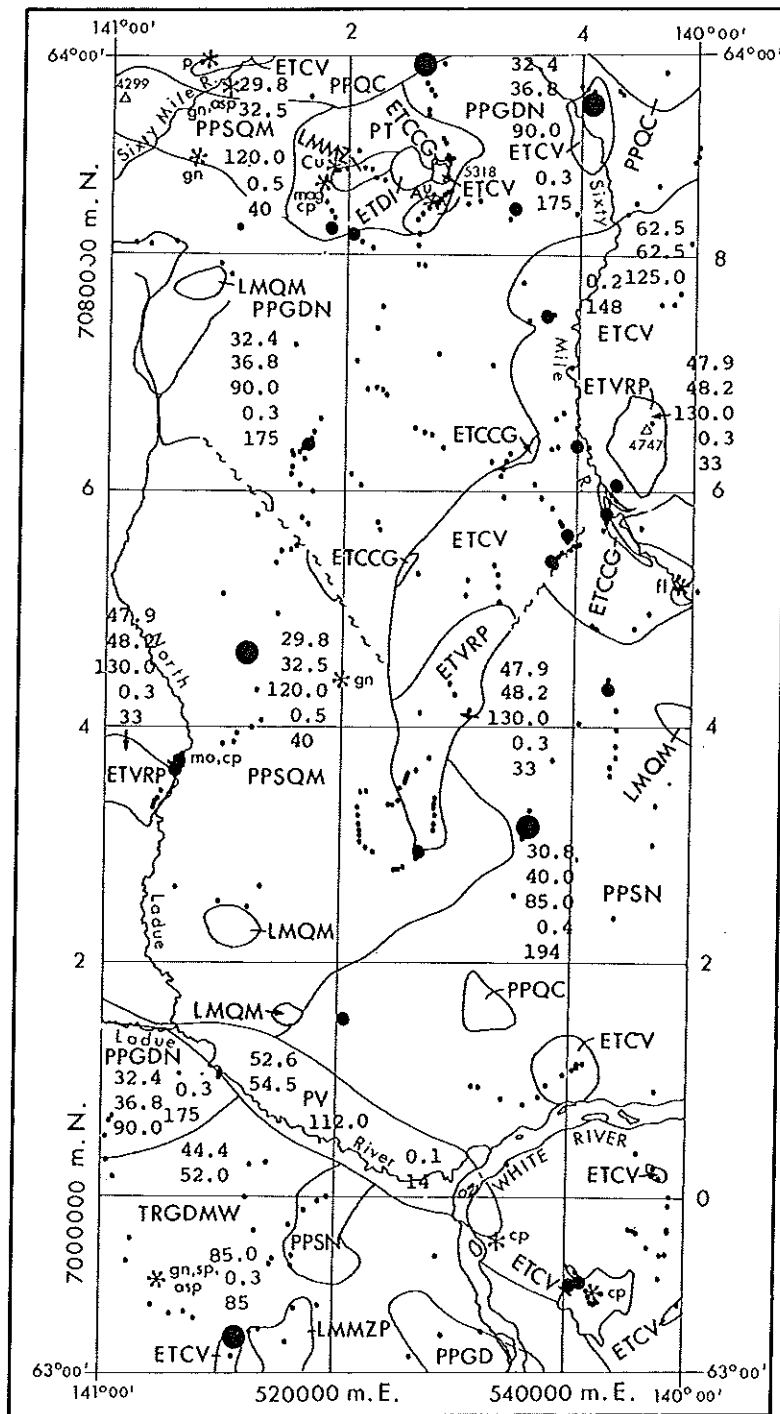 141°00'
2
4
140°00'
64°00'
64°00'
p
ETCV
4299
gn, asp
29.8
32.5
PPQC
32.4
36.8
PPGDN
90.0
ETCV
0.3
175
PPQC
Sixty Mile R.
PPSQM
120.0
0.5
40
gn
LMMZ
Cu
PT
ETCCG
mag
cp
ETDI
Au
5318
ETCV
Sixty
62.5
62.5
125.0
0.2
148
8
ETCV
7080000 m. N.
LMQM
PPGDN
32.4
36.8
90.0
0.3
175
Mile
R.
47.9
ETVRP
48.2
130.0
4747
0.3
33
ETCCG
6
6
ETCCG
ETCV
ETCCG
fl
47.9
48.2
130.0
0.3
33
North
29.8
32.5
120.0
0.5
40
gn
ETVRP
47.9
48.2
130.0
0.3
33
4
4
ETVRP
mo,cp
PPSQM
LMQM
30.8
40.0
85.0
0.4
194
PPSN
Ladue
LMQM
2
2
PPQC
LMQM
Ladue
PPGDN
32.4
36.8
90.0
0.3
175
52.6
54.5
PV
112.0
River
0.1
14
ETCV
44.4
52.0
WHITE RIVER
ETCV
0
7000000 m. N.
TRGDMW
PPSN
cp
gn,sp,
asp
85.0
0.3
85
ETCV
cp
LMMZP
ETCV
PPGD
ETCV
63°00'
63°00'
141°00'
520000 m. E.
540000 m. E.
140°00'